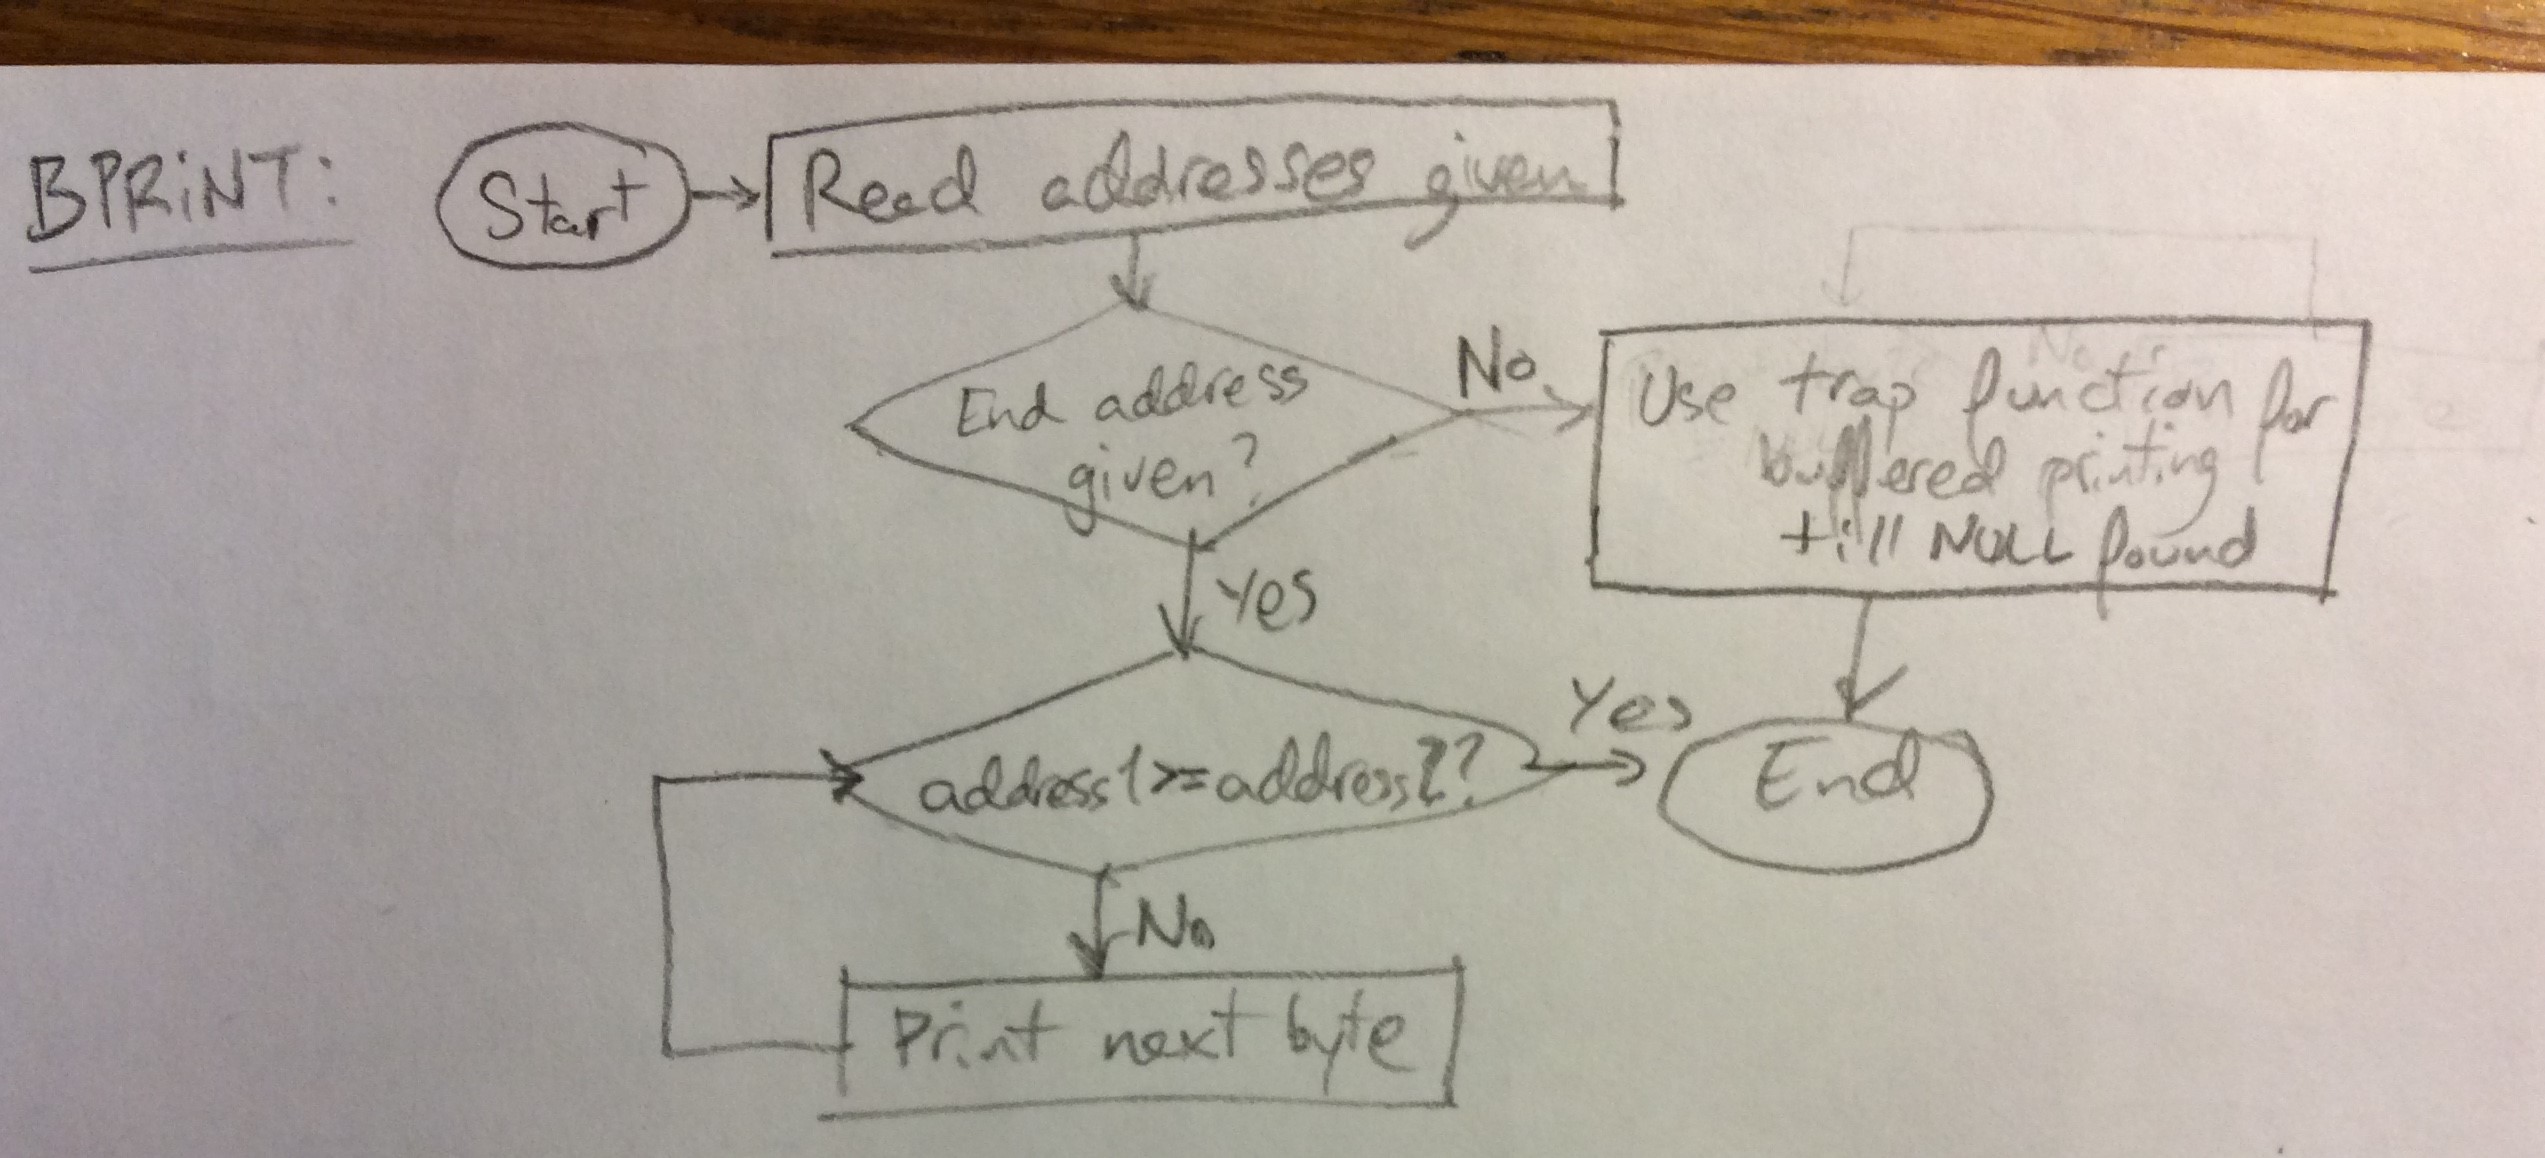 BPRINT:
Start
Read addresses given
End address
given?
No
Use trap function for
buffered printing
till NULL found
Yes
address1>=address2?
Yes
End
No
Print next byte